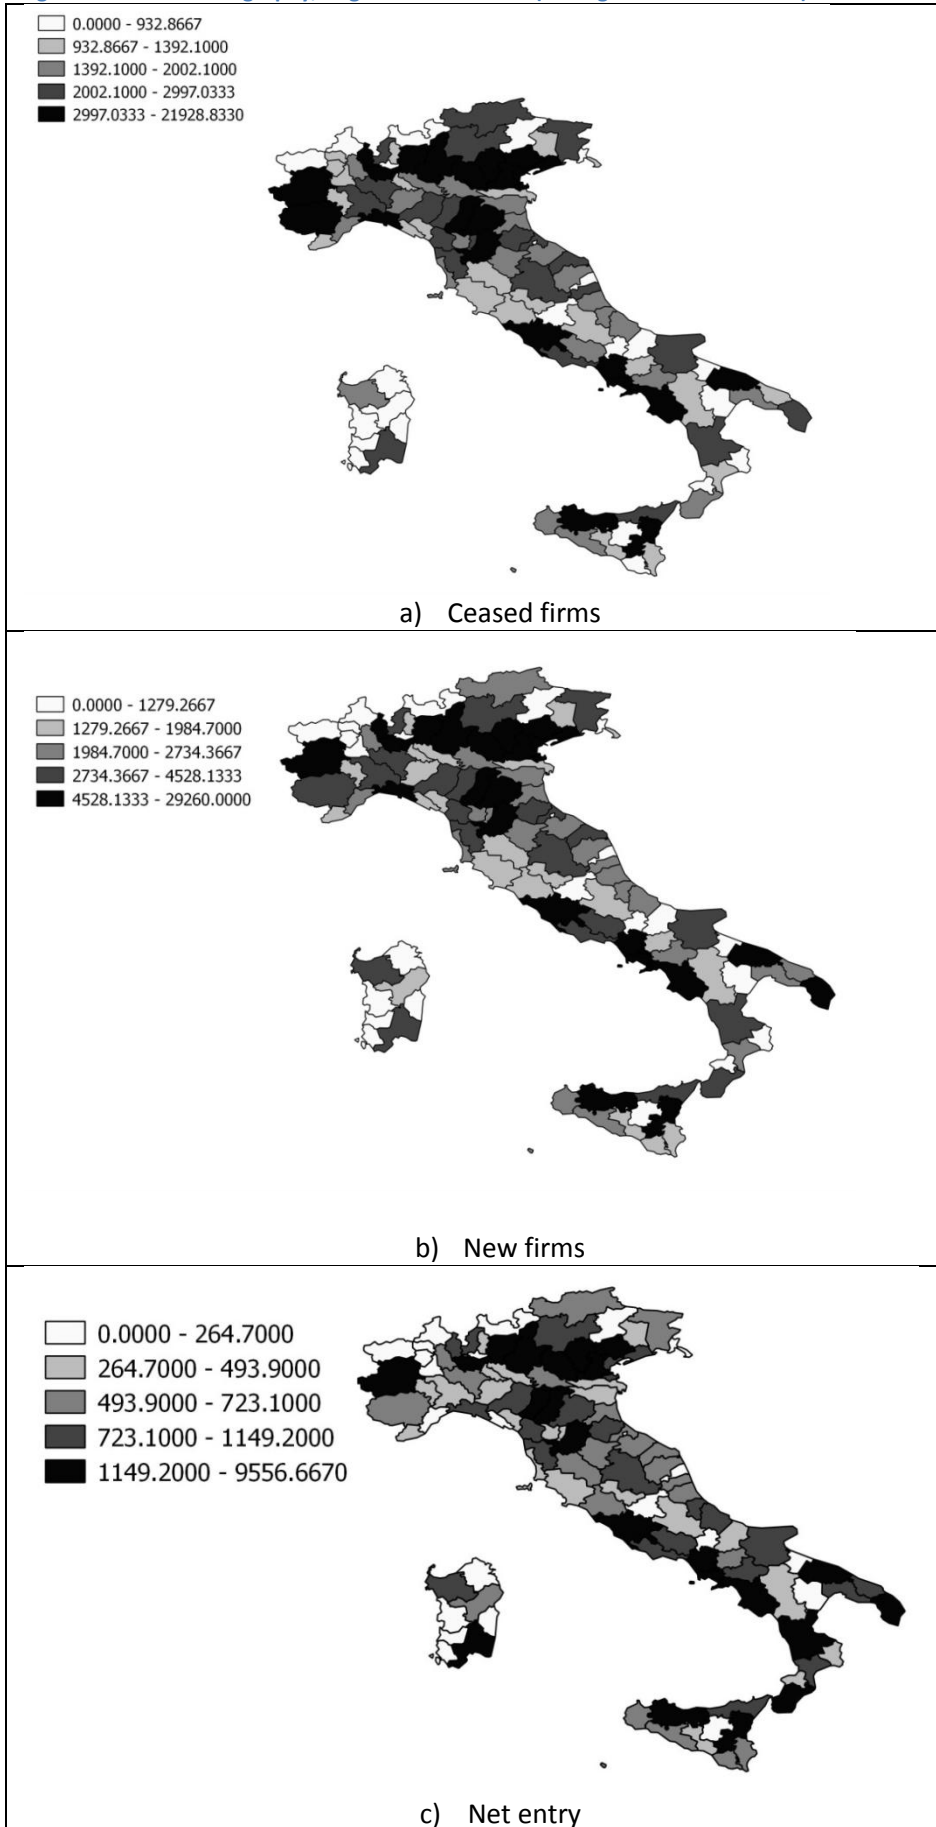 0.0000 - 932.8667
932.8667 - 1392.1000
1392.1000 - 2002.1000
2002.1000 - 2997.0333
2997.0333 - 21928.8330
a) Ceased firms
0.0000 - 1279.2667
1279.2667 - 1984.7000
1984.7000 - 2734.3667
2734.3667 - 4528.1333
4528.1333 - 29260.0000
b) New firms
0.0000 - 264.7000
264.7000 - 493.9000
493.9000 - 723.1000
723.1000 - 1149.2000
1149.2000 - 9556.6670
c) Net entry